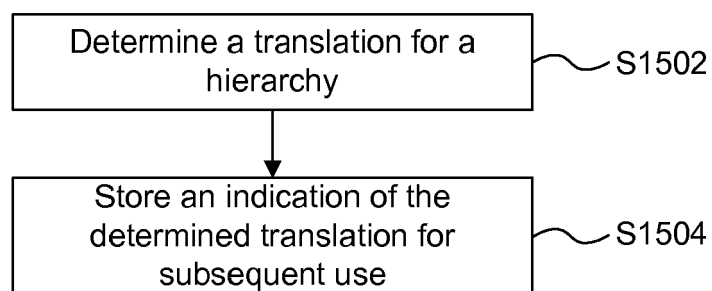 Determine a translation for a
hierarchy
S1502
Store an indication of the
determined translation for
subsequent use
S1504